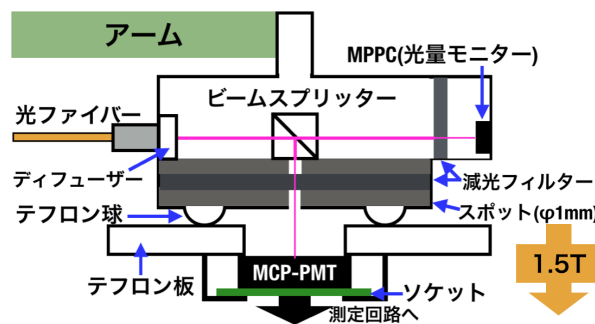 アーム
MPPC(光量モニター)
ビームスプリッター
光ファイバー
ディフューザー
減光フィルター
テフロン球
スポット(φ1mm)
1.5T
MCP-PMT
テフロン板
ソケット
測定回路へ